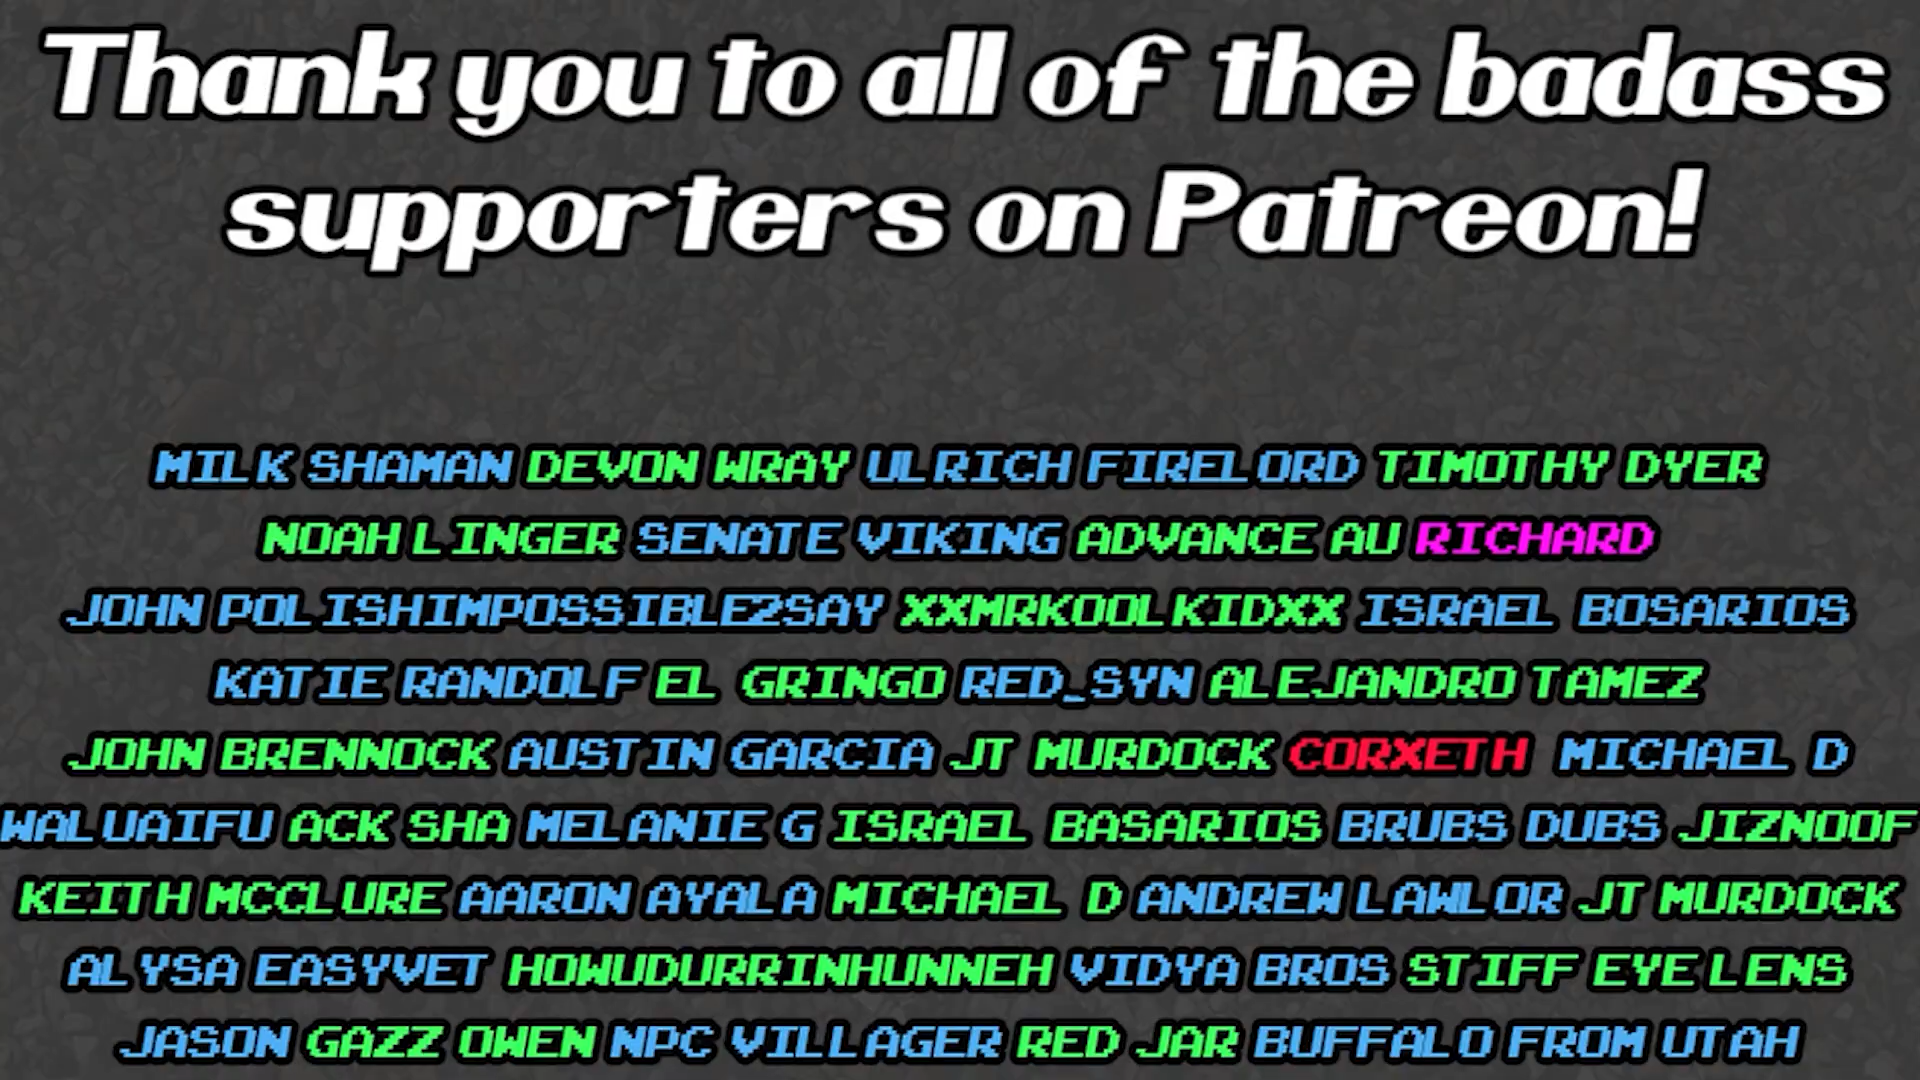 Thank you to all of the badass
supporters on Patreon!
MILK SHAMAN DEVON WRAY ULRICH FIRELORD TIMOTHY DYER
NOAH LINGER SENATE VIKING ADVANCE AU RICHARD
JOHN POLISHIMPOSSIBLE2SAY XXMRKOOLKIDXX ISRAEL BOSARIOS
KATIE RANDOLF EL GRINGO RED_SYN ALEJANDRO TAMEZ
JOHN BRENNOCK AUSTIN GARCIA JT MURDOCK CORXETH MICHAEL D
WALUAIFU ACK SHA MELANIE G ISRAEL BASARIOS BRUBS DUBS JIZNOOF
KEITH MCCLURE AARON AYALA MICHAEL D ANDREW LAWLOR JT MURDOCK
ALYSA EASYVET HOWUDURRINHUNNEH VIDYA BROS STIFF EYE LENS
JASON GAZZ OWEN NPC VILLAGER RED JAR BUFFALO FROM UTAH